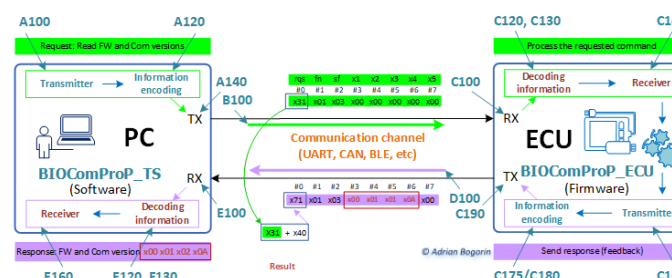 A100
A120
C120, C130
Request: Read FW and Com versions
Process the requested command
Transmitter
Information
encoding
A140
B100
TX
rqs fn sf x1 x2 x3 x4 x5
#0 #1 #2 #3 #4 #5 #6 #7
x31 x01 x03 x00 x00 x00 x00 x00
C100
RX
Decoding
information
Receiver
PC
BIOComProP_TS
(Software)
Communication channel
(UART, CAN, BLE, etc)
ECU
BIOComProP_ECU
(Firmware)
RX
E100
#0 #1 #2 #3 #4 #5 #6 #7
x71 x01 x03 x00 x01 x01 x0A x00
D100
C190
TX
Receiver
Decoding
information
Information
encoding
Transmitte
X31 + x40
Response: FW and Com version x00 x01 x02 x0A
© Adrian Bogorin
Send response (feedback)
Result
E160
E120 E130
C175/C180